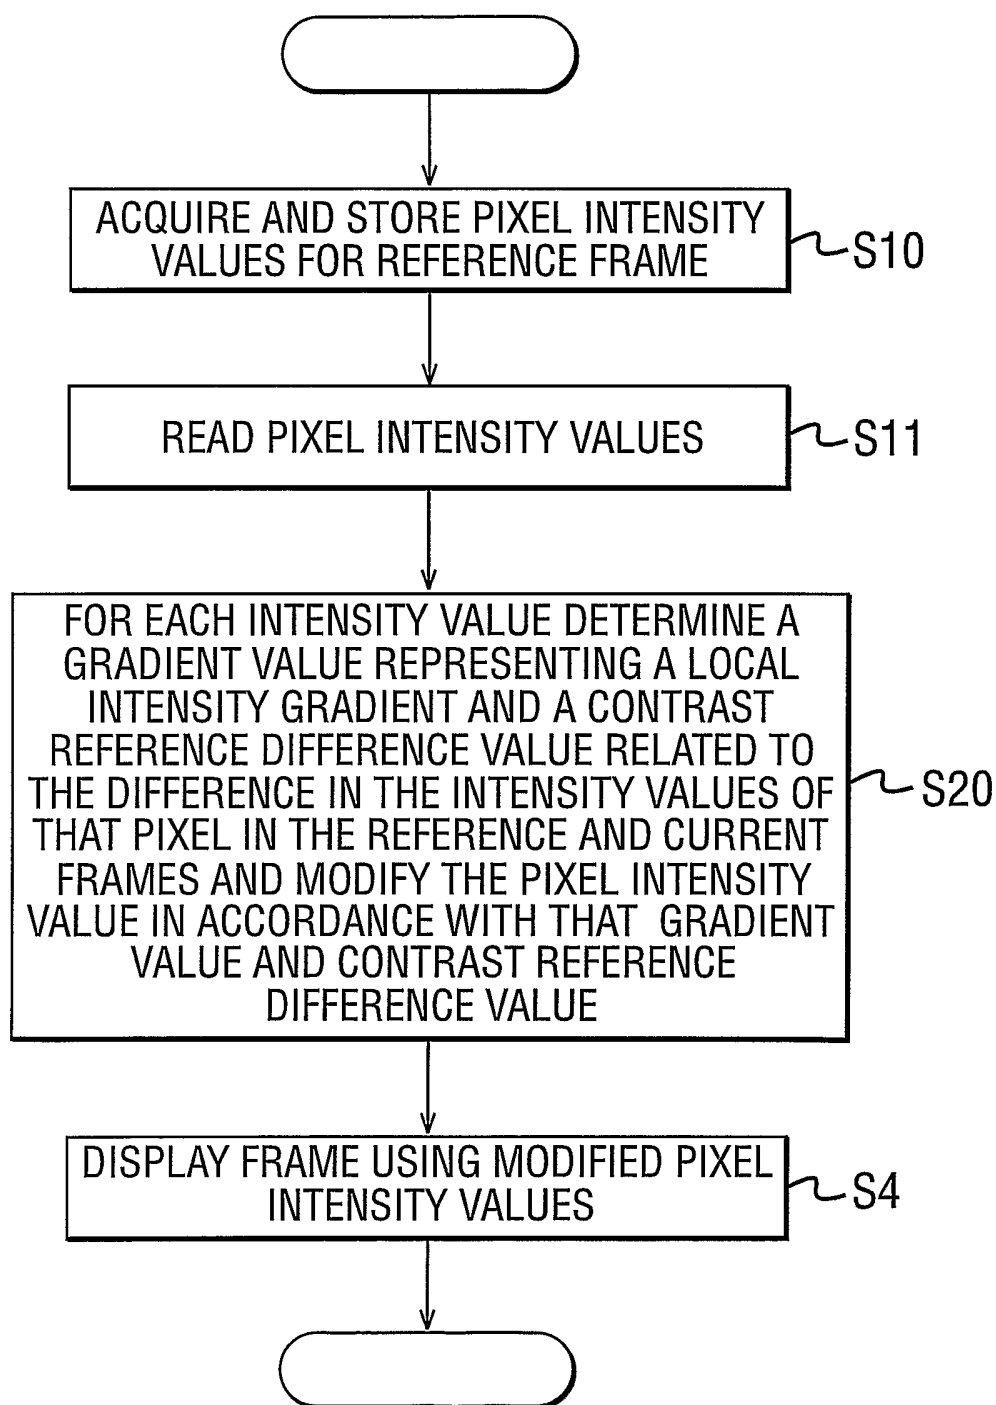 ACQUIRE AND STORE PIXEL INTENSITY
VALUES FOR REFERENCE FRAME
S10
READ PIXEL INTENSITY VALUES
S11
FOR EACH INTENSITY VALUE DETERMINE A
GRADIENT VALUE REPRESENTING A LOCAL
INTENSITY GRADIENT AND A CONTRAST
REFERENCE DIFFERENCE VALUE RELATED TO
THE DIFFERENCE IN THE INTENSITY VALUES OF
THAT PIXEL IN THE REFERENCE AND CURRENT
FRAMES AND MODIFY THE PIXEL INTENSITY
VALUE IN ACCORDANCE WITH THAT GRADIENT
VALUE AND CONTRAST REFERENCE
DIFFERENCE VALUE
S20
DISPLAY FRAME USING MODIFIED PIXEL
INTENSITY VALUES
S4